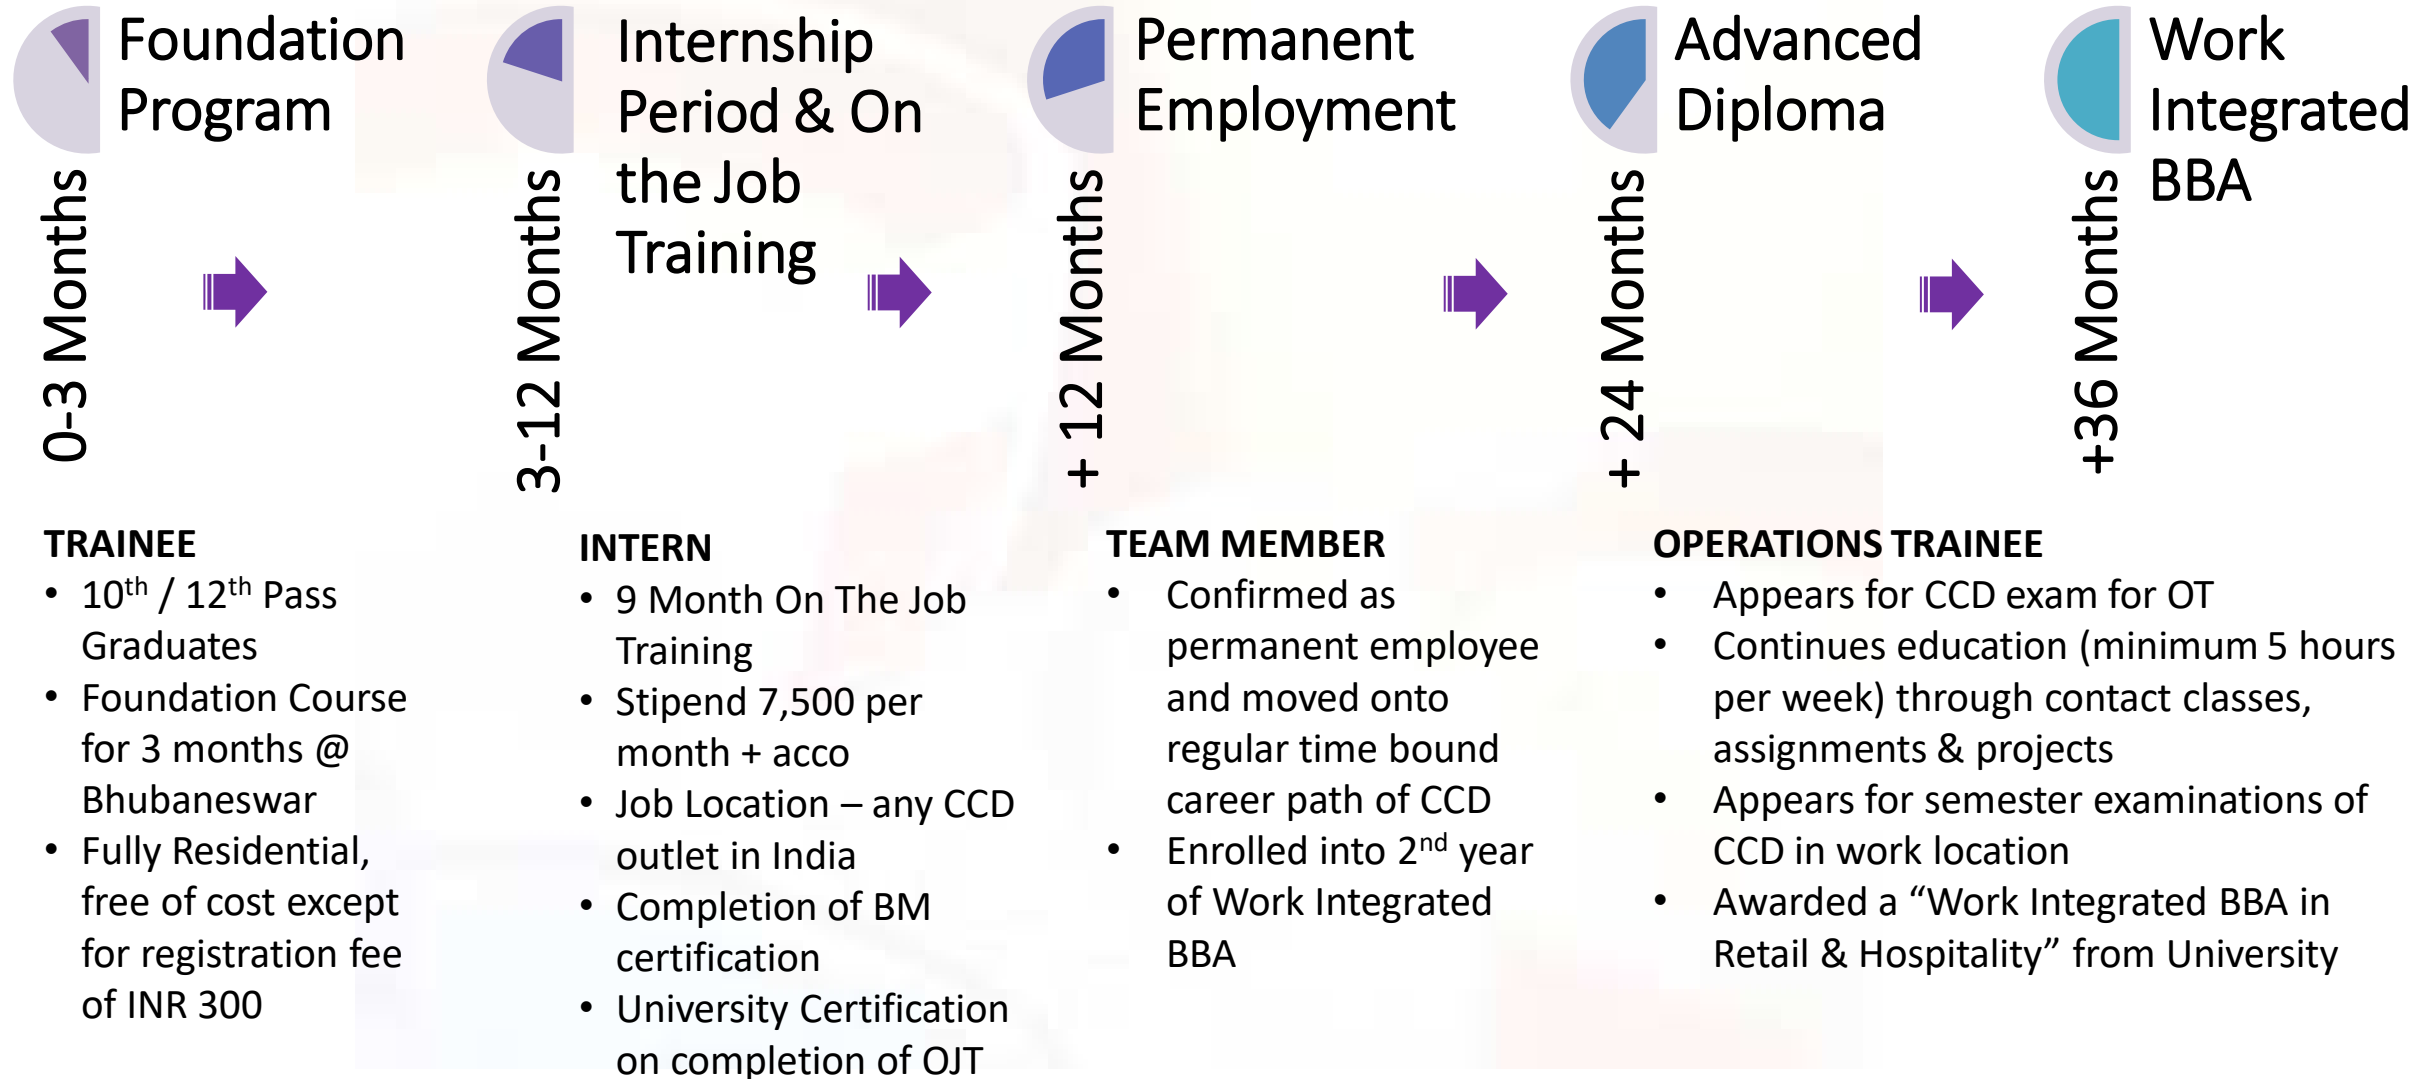 Foundation
Program
0-3 Months
Internship
Period & On
the Job
Training
3-12 Months
Permanent
Employment
+ 12 Months
Advanced
Diploma
+ 24 Months
Work
Integrated
BBA
+36 Months
TRAINEE
• 10th / 12th Pass
Graduates
• Foundation Course
for 3 months @
Bhubaneswar
• Fully Residential,
free of cost except
for registration fee
of INR 300
INTERN
• 9 Month On The Job
Training
• Stipend 7,500 per
month + acco
• Job Location – any CCD
outlet in India
• Completion of BM
certification
• University Certification
on completion of OJT
TEAM MEMBER
• Confirmed as
permanent employee
and moved onto
regular time bound
career path of CCD
• Enrolled into 2nd year
of Work Integrated
BBA
OPERATIONS TRAINEE
• Appears for CCD exam for OT
• Continues education (minimum 5 hours
per week) through contact classes,
assignments & projects
• Appears for semester examinations of
CCD in work location
• Awarded a “Work Integrated BBA in
Retail & Hospitality” from University